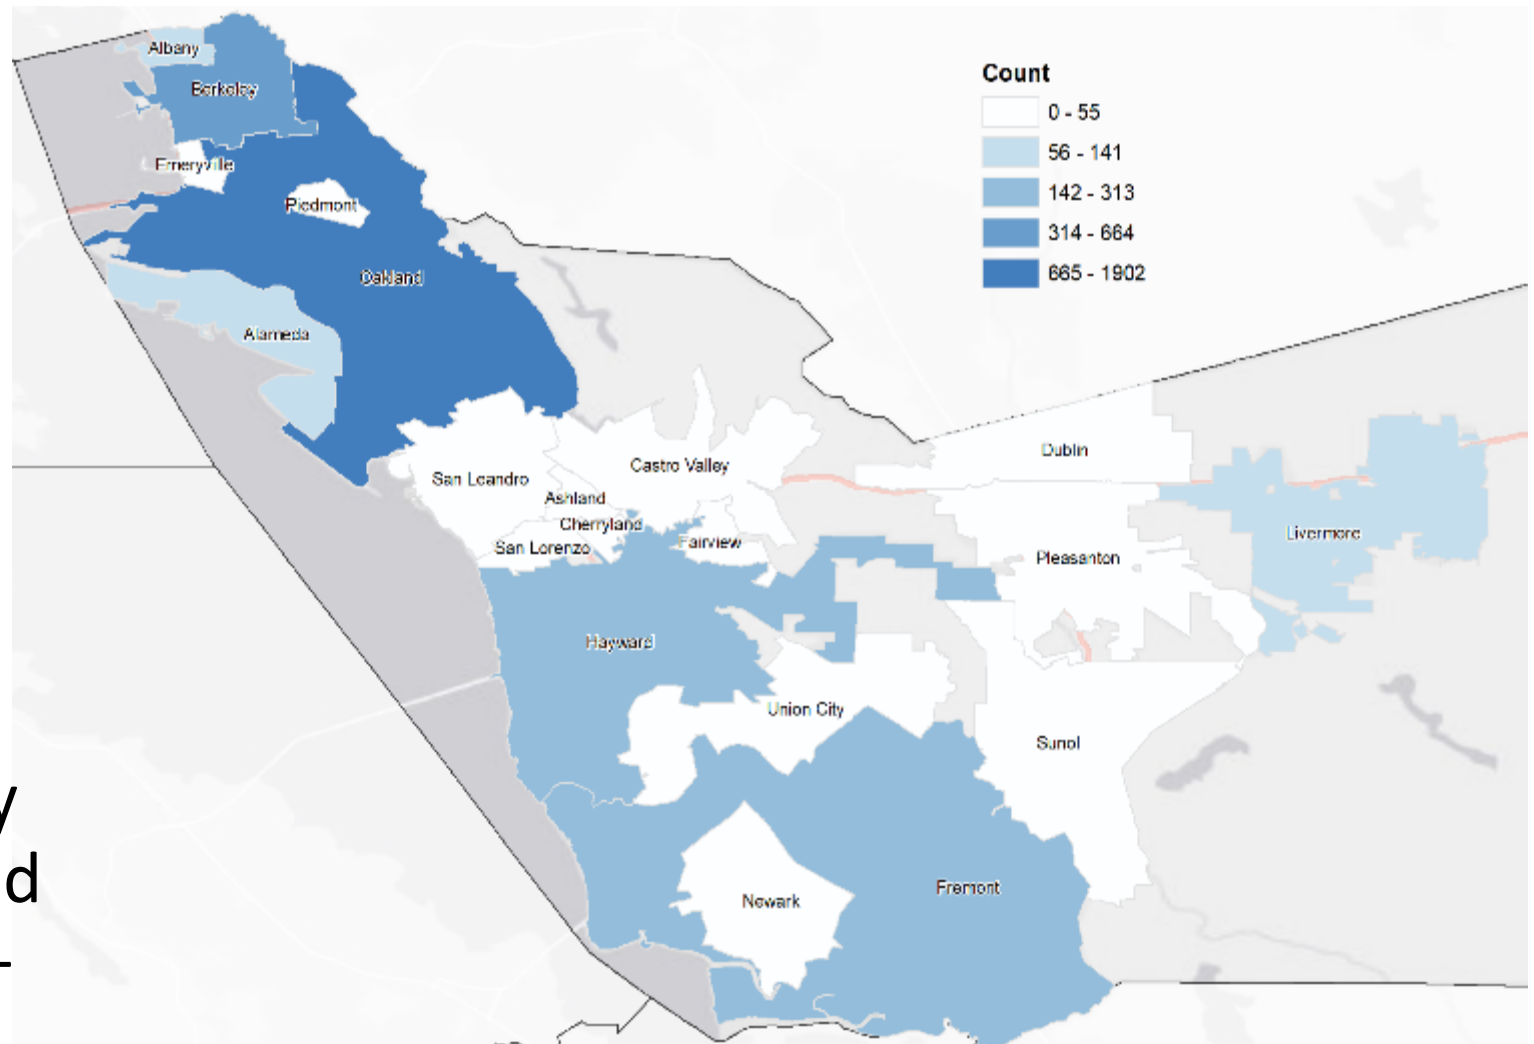 Albany
Berkeley
Emeryville
Piedmont
Oakland
Alameda
Count
0 - 55
56 - 141
142 - 313
314 - 664
665 - 1902
San Leandro
Castro Valley
Dublin
Ashland
Cherryland
San Lorenzo
Fairview
Livermore
Pleasanton
Hayward
Union City
Sunol
Newark
Fremont
y
d